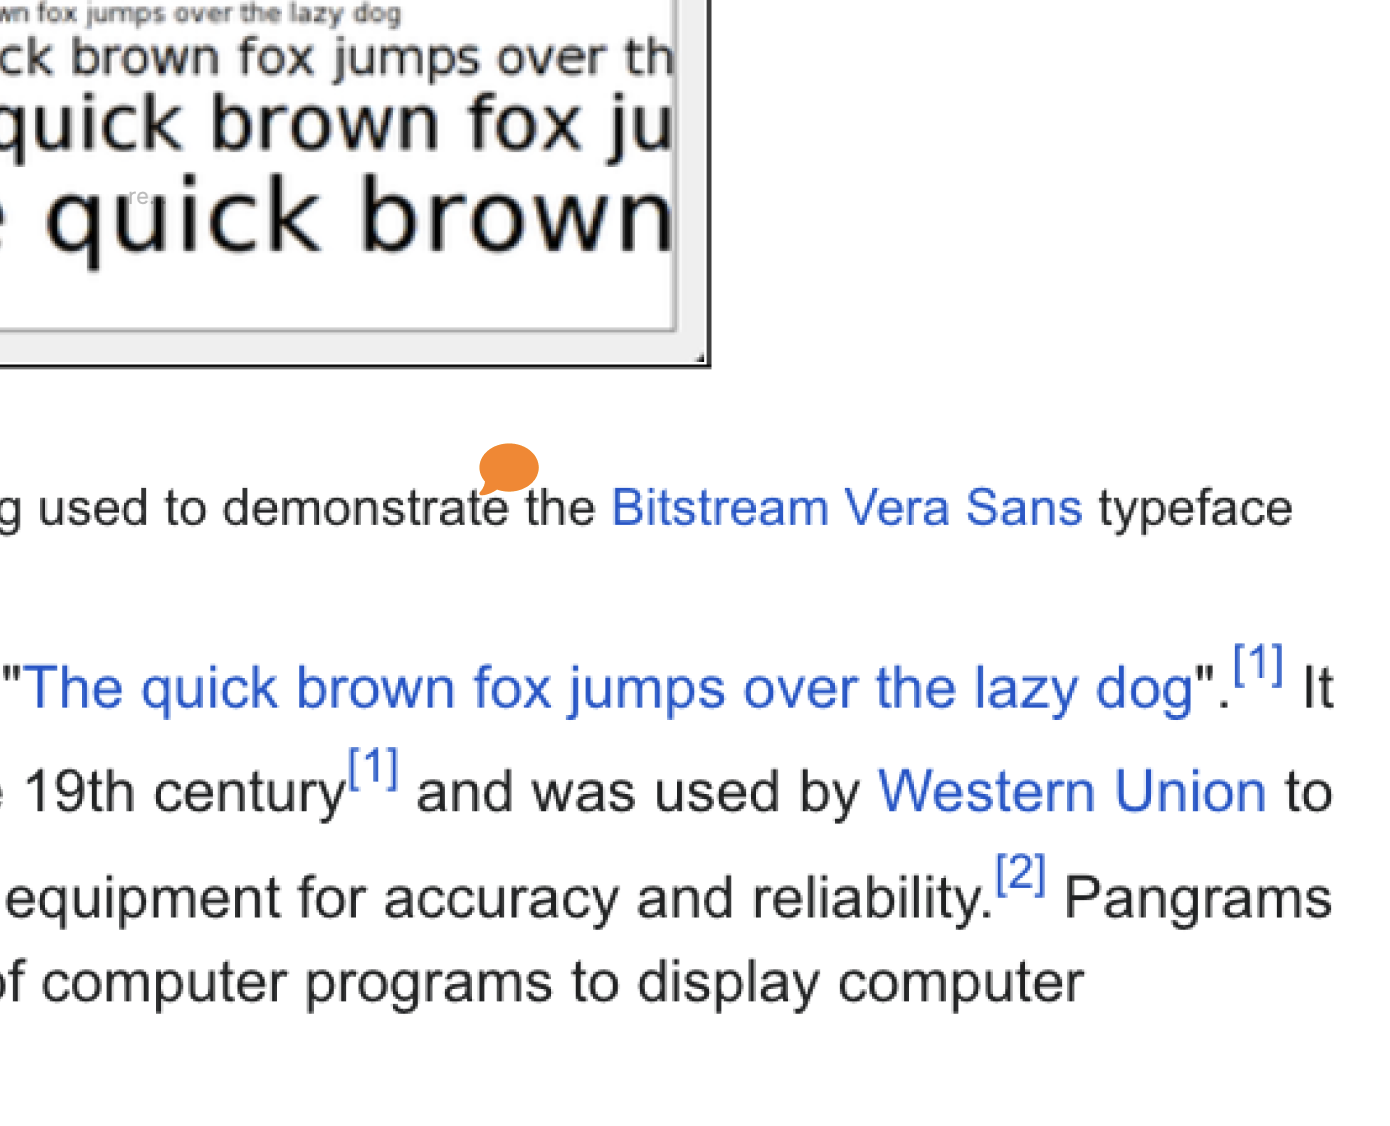 wn fox jumps over the lazy dog
ck brown fox jumps over th
quick brown fox ju
e quick brown
re.
g used to demonstrate the Bitstream Vera Sans typeface
"The quick brown fox jumps over the lazy dog".[1] It
e 19th century[1] and was used by Western Union to
equipment for accuracy and reliability.[2] Pangrams
of computer programs to display computer